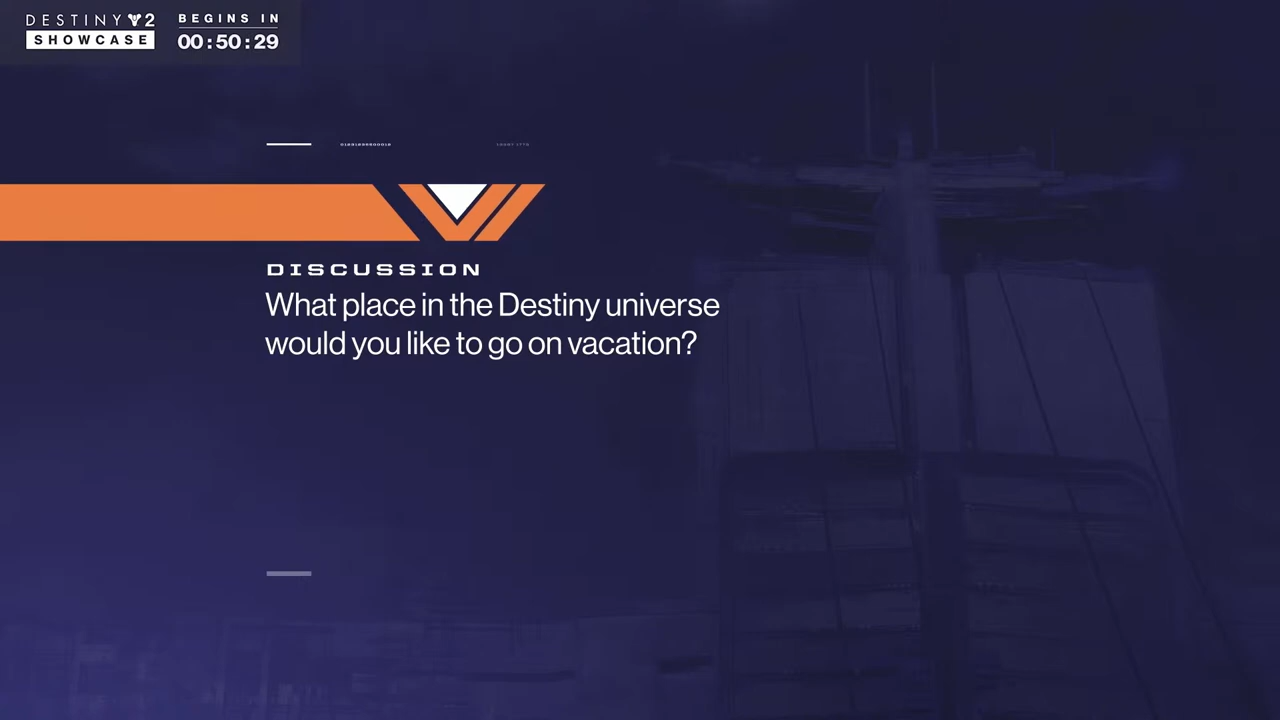 DESTINY 2
SHOWCASE
BEGINS IN
00:50:29
DISCUSSION
What place in the Destiny universe
would you like to go on vacation?